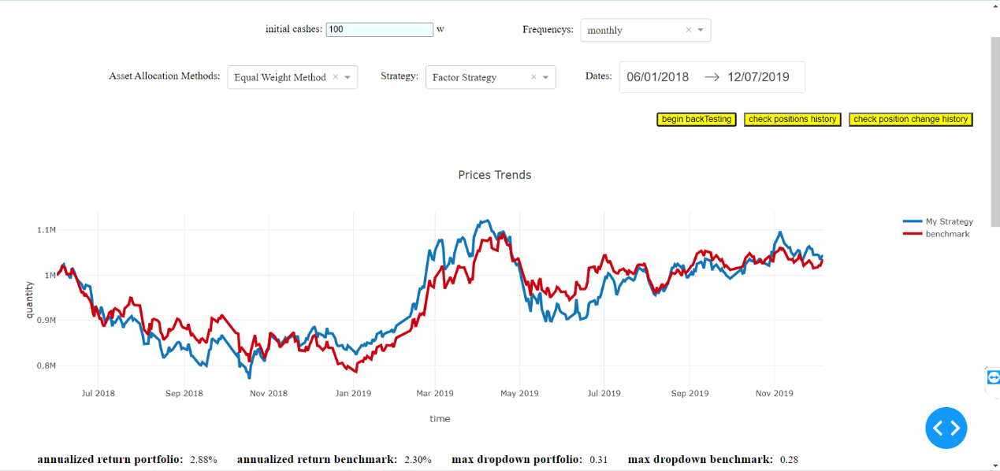 initial cashes: 100 w Frequencys: monthly
Asset Allocation Methods: Equal Weight Method Strategy: Factor Strategy Dates: 06/01/2018 → 12/07/2019
begin backTesting check positions history check position change history
Prices Trends
My Strategy
benchmark
quantity
1.1M
1M
0.9M
0.8M
Jul 2018 Sep 2018 Nov 2018 Jan 2019 Mar 2019 May 2019 Jul 2019 Sep 2019 Nov 2019
time
annualized return portfolio: 2.88% annualized return benchmark: 2.30% max dropdown portfolio: 0.31 max dropdown benchmark: 0.28